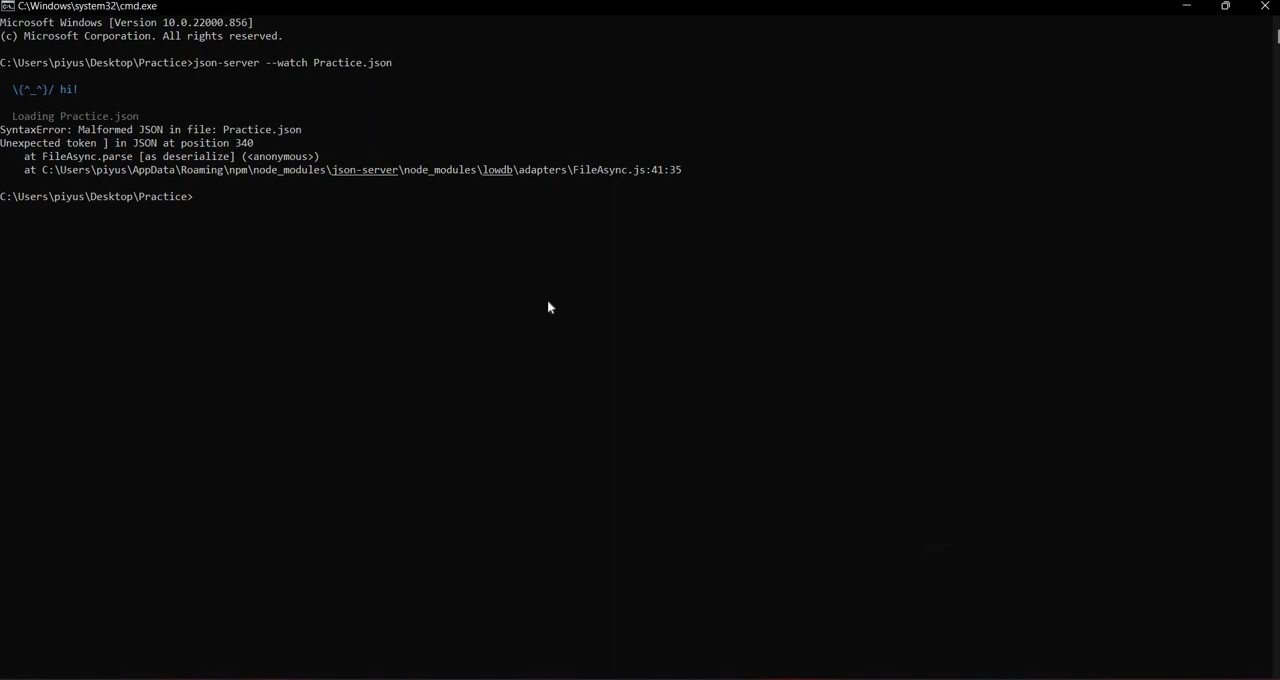 C:\Windows\system32\cmd.exe
Microsoft Windows [Version 10.0.22000.856]
(c) Microsoft Corporation. All rights reserved.
C:\Users\piyus\Desktop\Practice>json-server --watch Practice.json
\{^_^}/ hi!
Loading Practice.json
SyntaxError: Malformed JSON in file: Practice.json
Unexpected token ] in JSON at position 340
at FileAsync.parse [as deserialize] (<anonymous>)
at C:\Users\piyus\AppData\Roaming\npm\node_modules\json-server\node_modules\lowdb\adapters\FileAsync.js:41:35
C:\Users\piyus\Desktop\Practice>